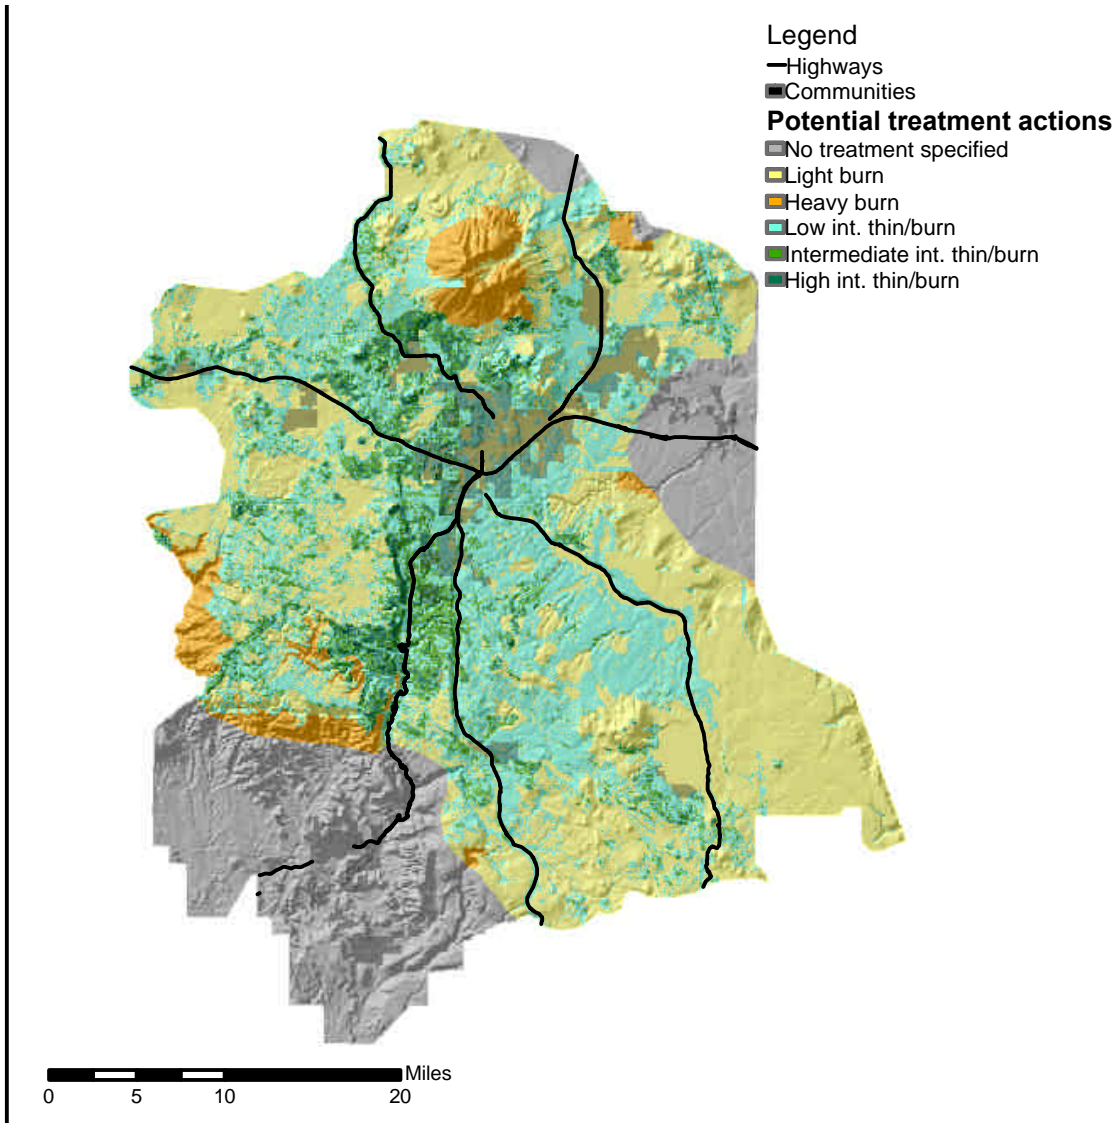 Legend
Highways
Communities
Potential treatment actions
No treatment specified
Light burn
Heavy burn
Low int. thin/burn
Intermediate int. thin/burn
High int. thin/burn
Miles
0 5 10 20